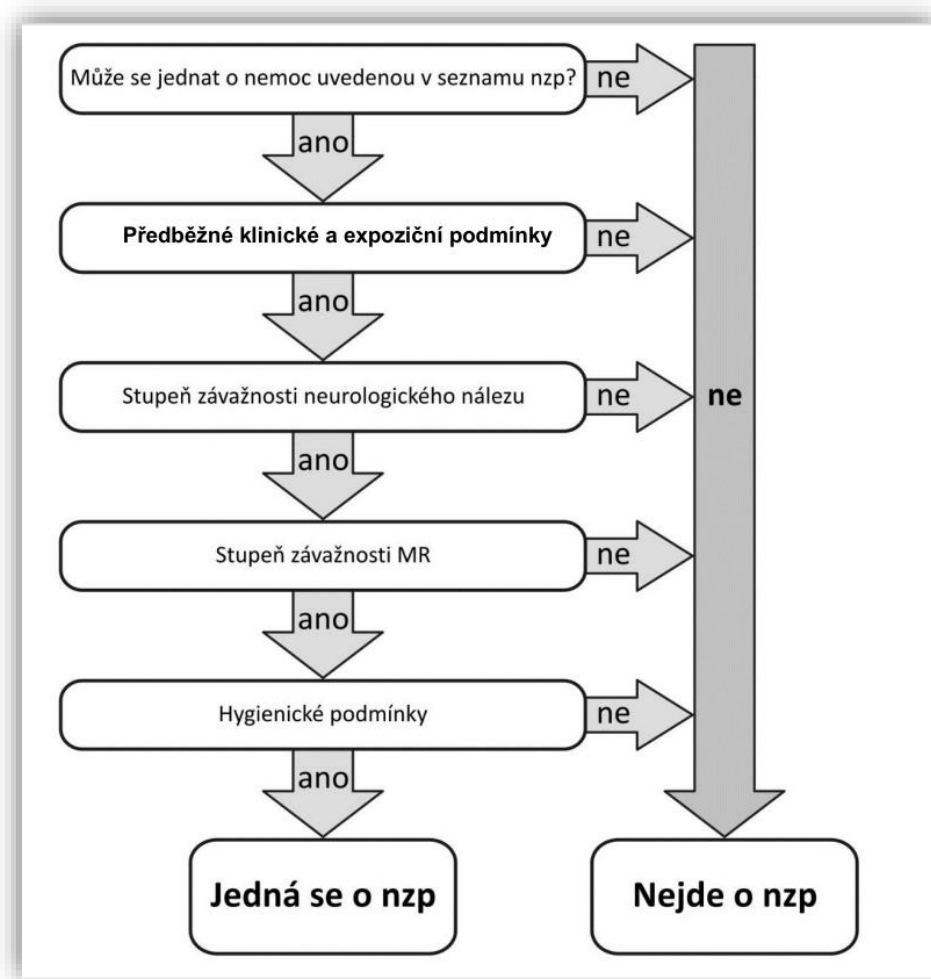 Může se jednat o nemoc uvedenou v seznamu nzp?
ne
ano
Předběžné klinické a expoziční podmínky
ne
ano
Stupeň závažnosti neurologického nálezu
ne
ne
ano
Stupeň závažnosti MR
ne
ano
Hygienické podmínky
ne
ano
Jedná se o nzp
Nejde o nzp